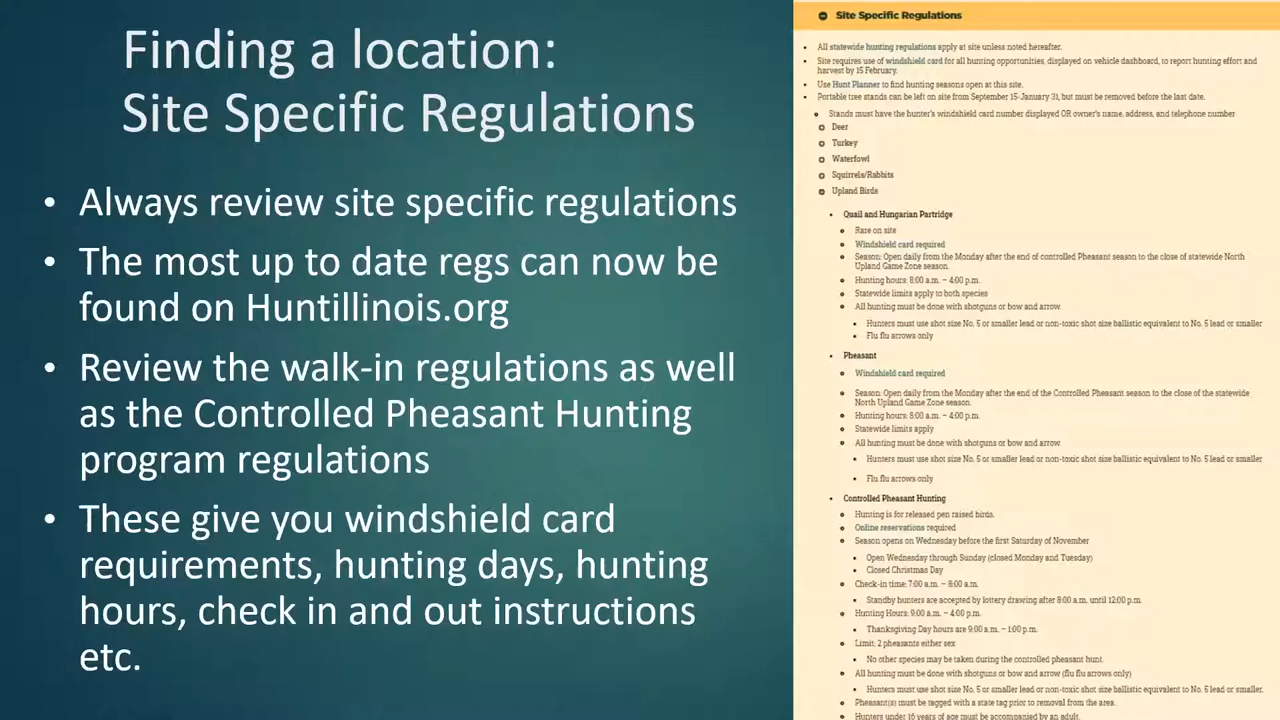 Finding a location:
Site Specific Regulations
• Always review site specific regulations
• The most up to date regs can now be
found on Huntillinois.org
• Review the walk-in regulations as well
as the Controlled Pheasant Hunting
program regulations
• These give you windshield card
requirements, hunting days, hunting
hours, check in and out instructions
etc.
Site Specific Regulations
• All statewide hunting regulations apply at site unless noted hereafter.
• Site requires use of windshield card for all hunting opportunities, displayed on vehicle dashboard, to report hunting effort and
harvest by 15 February.
• Use Hunt Planner to find hunting seasons open at this site.
• Portable tree stands can be left on site from September 15-January 31, but must be removed before the last date.
Stands must have the hunter's windshield card number displayed OR owner's name, address, and telephone number
Deer
Turkey
Waterfowl
Squirrels/Rabbits
Upland Birds
• Quail and Hungarian Partridge
Rare on site
Windshield card required
Season: Open daily from the Monday after the end of controlled Pheasant season to the close of statewide North
Upland Game Zone season.
Hunting hours: 8:00 a.m. – 4:00 p.m.
Statewide limits apply to both species
All hunting must be done with shotguns or bow and arrow.
• Hunters must use shot size No. 5 or smaller lead or non-toxic shot size ballistic equivalent to No. 5 lead or smaller
• Flu flu arrows only
• Pheasant
Windshield card required
Season: Open daily from the Monday after the end of the Controlled Pheasant season to the close of the statewide
North Upland Game Zone season.
Hunting hours: 8:00 a.m. – 4:00 p.m.
Statewide limits apply
All hunting must be done with shotguns or bow and arrow.
• Hunters must use shot size No. 5 or smaller lead or non-toxic shot size ballistic equivalent to No. 5 lead or smaller
• Flu flu arrows only
• Controlled Pheasant Hunting
Hunting is for released pen raised birds.
Online reservations required
Season opens on Wednesday before the first Saturday of November
• Open Wednesday through Sunday (closed Monday and Tuesday)
• Closed Christmas Day
Check-in time: 7:00 a.m. – 8:00 a.m.
• Standby hunters are accepted by lottery drawing after 8:00 a.m. until 12:00 p.m.
Hunting Hours: 9:00 a.m. – 4:00 p.m.
• Thanksgiving Day hours are 9:00 a.m. – 1:00 p.m.
Limit: 2 pheasants either sex
• No other species may be taken during the controlled pheasant hunt.
All hunting must be done with shotguns or bow and arrow (flu flu arrows only)
• Hunters must use shot size No. 5 or smaller lead or non-toxic shot size ballistic equivalent to No. 5 lead or smaller.
Pheasant(s) must be tagged with a state tag prior to removal from the area.
Hunters under 16 years of age must be accompanied by an adult.